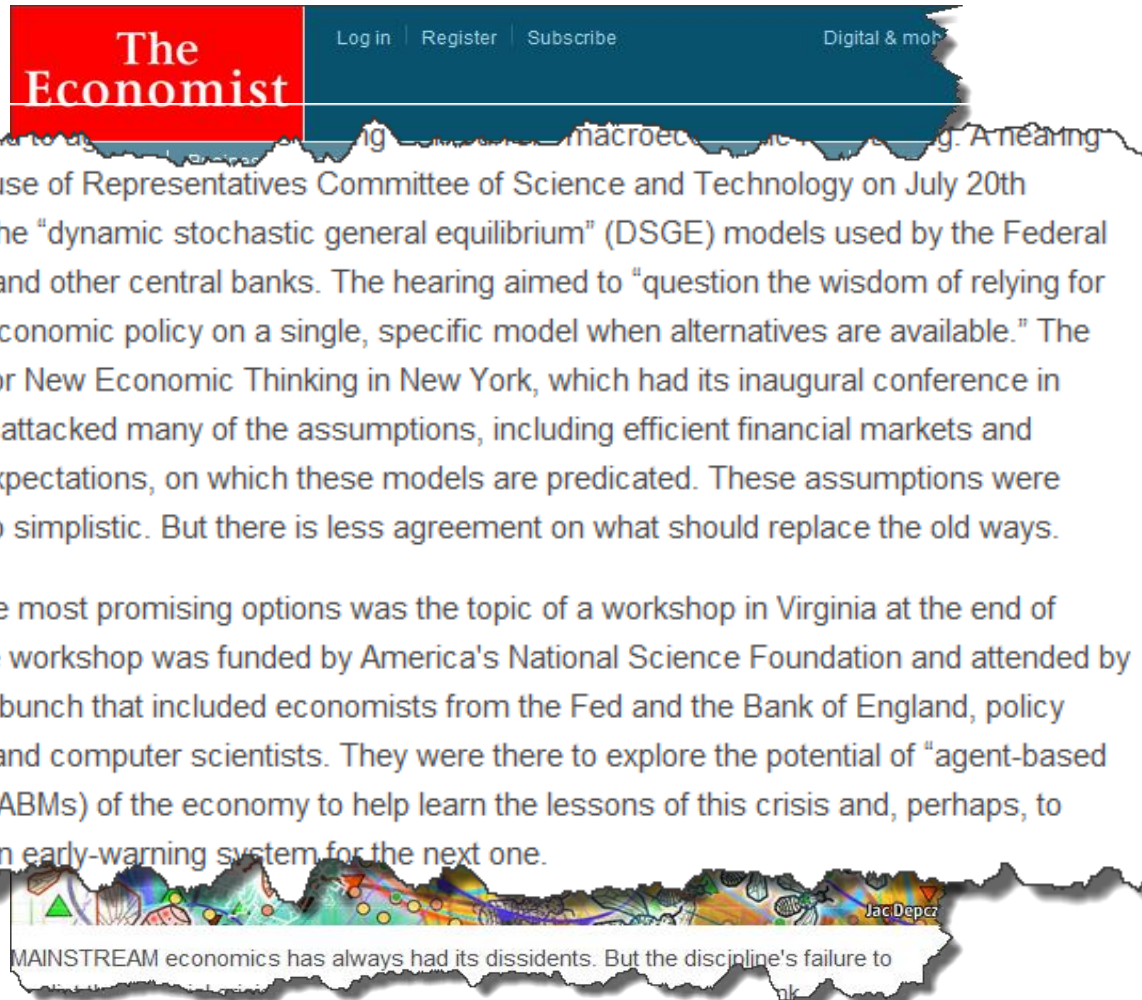 The
Economist
Log in Register Subscribe
Digital & mob
A hearing
use of Representatives Committee of Science and Technology on July 20th
he “dynamic stochastic general equilibrium” (DSGE) models used by the Federal
and other central banks. The hearing aimed to “question the wisdom of relying for
conomic policy on a single, specific model when alternatives are available.” The
or New Economic Thinking in New York, which had its inaugural conference in
attacked many of the assumptions, including efficient financial markets and
xpectations, on which these models are predicated. These assumptions were
o simplistic. But there is less agreement on what should replace the old ways.
e most promising options was the topic of a workshop in Virginia at the end of
e workshop was funded by America's National Science Foundation and attended by
bunch that included economists from the Fed and the Bank of England, policy
and computer scientists. They were there to explore the potential of “agent-based
ABMs) of the economy to help learn the lessons of this crisis and, perhaps, to
n early-warning system for the next one.
Jac Depcz
MAINSTREAM economics has always had its dissidents. But the discipline's failure to